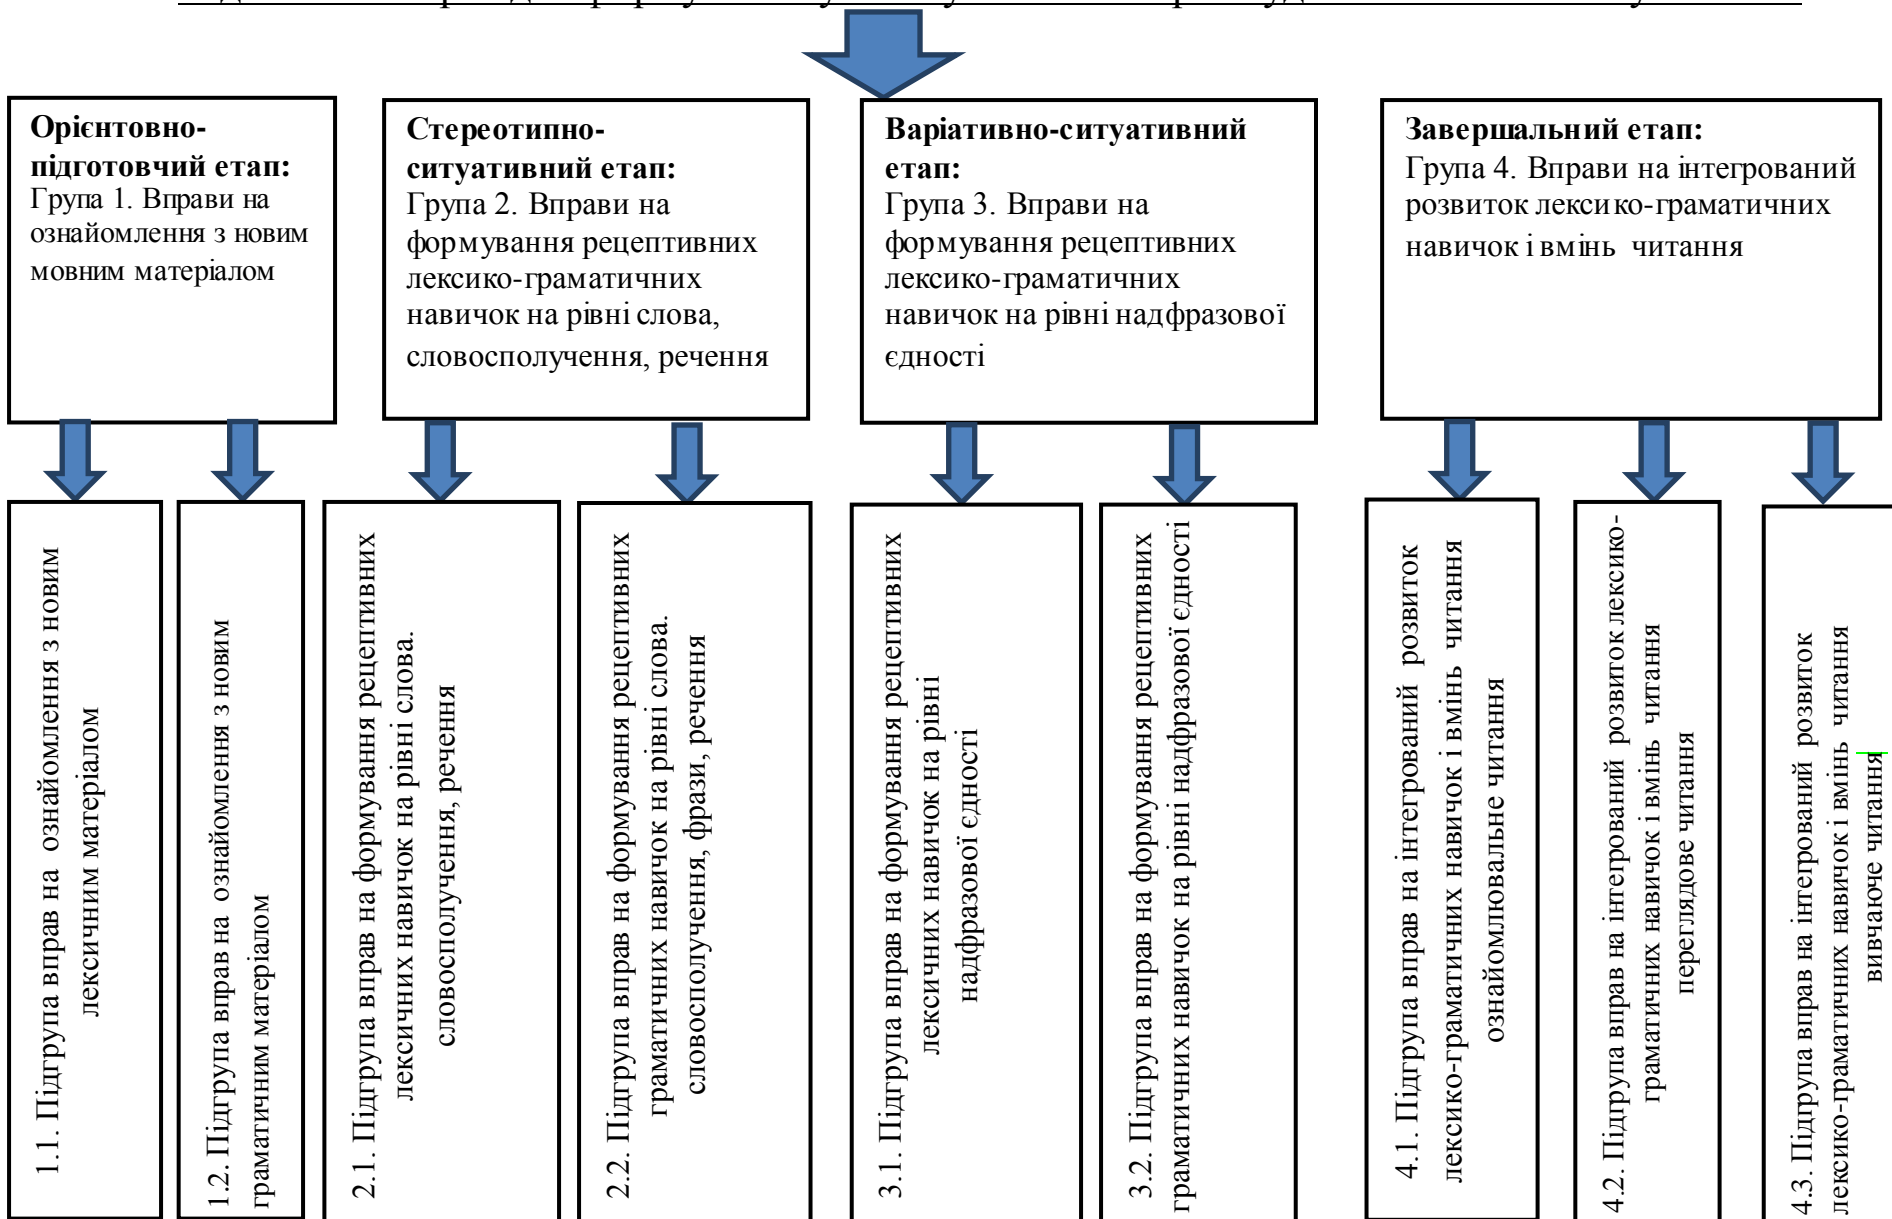 Орієнтовно-
підготовчий етап:
Група 1. Вправи на
ознайомлення з новим
мовним матеріалом
Стереотипно-
ситуативний етап:
Група 2. Вправи на
формування рецептивних
лексико-граматичних
навичок на рівні слова,
словосполучення, речення
Варіативно-ситуативний
етап:
Група 3. Вправи на
формування рецептивних
лексико-граматичних
навичок на рівні надфразової
єдності
Завершальний етап:
Група 4. Вправи на інтегрований
розвиток лексико-граматичних
навичок і вмінь читання
1.1. Підгрупа вправ на ознайомлення з новим
лексичним матеріалом
1.2. Підгрупа вправ на ознайомлення з новим
граматичним матеріалом
2.1. Підгрупа вправ на формування рецептивних
лексичних навичок на рівні слова.
словосполучення, речення
2.2. Підгрупа вправ на формування рецептивних
граматичних навичок на рівні слова.
словосполучення, фрази, речення
3.1. Підгрупа вправ на формування рецептивних
лексичних навичок на рівні
надфразової єдності
3.2. Підгрупа вправ на формування рецептивних
граматичних навичок на рівні надфразової єдності
4.1. Підгрупа вправ на інтегрований розвиток
лексико-граматичних навичок і вмінь читання
ознайомлювальне читання
4.2. Підгрупа вправ на інтегрований розвиток лексико-
граматичних навичок і вмінь читання
переглядове читання
4.3. Підгрупа вправ на інтегрований розвиток
лексико-граматичних навичок і вмінь читання
вивчаюче читання